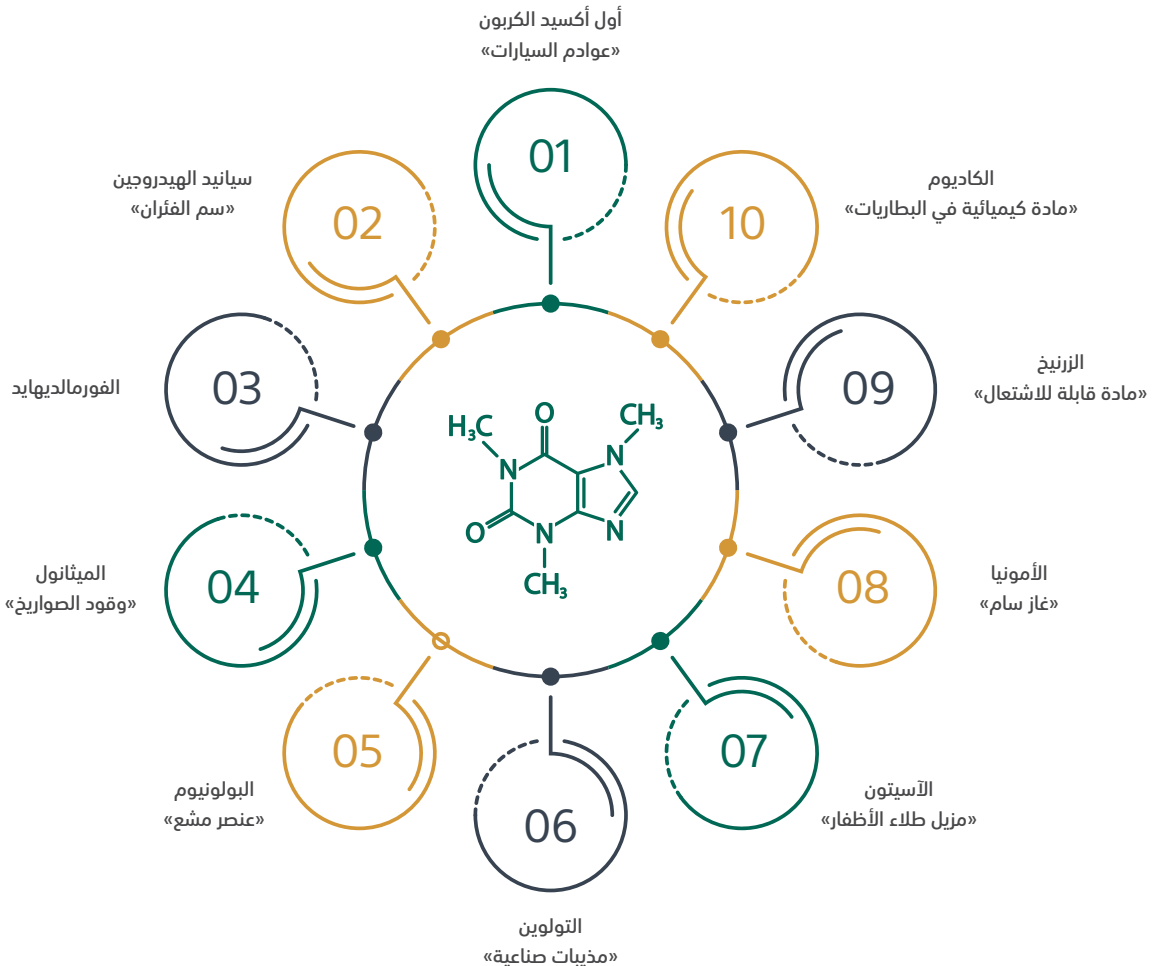 أول أكسيد الكربون
«عوادم السيارات»
01
سيانيد الهيدروجين
«سم الفئران»
02
الفورمالديهايد
03
الميثانول
«وقود الصواريخ»
04
البولونيوم
«عنصر مشع»
05
06
التولوين
«مذيبات صناعية»
07
الآسيتون
«مزيل طلاء الأظفار»
08
الأمونيا
«غاز سام»
09
الزرنيخ
«مادة قابلة للاشتعال»
10
الكاديوم
«مادة كيميائية في البطاريات»
O
H₃C
CH₃
N
N
O
N
N
CH₃